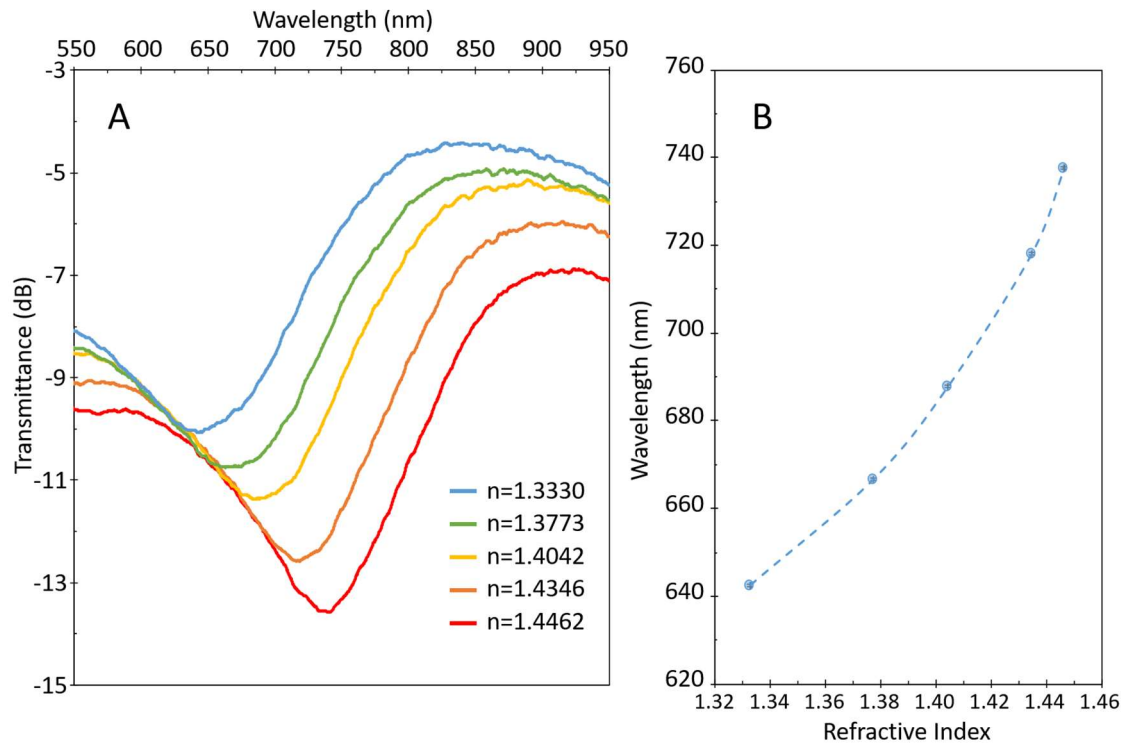 Wavelength (nm)
550 600 650 700 750 800 850 900 950
A
Transmittance (dB)
-3
-5
-7
-9
-11
-13
-15
n=1.3330
n=1.3773
n=1.4042
n=1.4346
n=1.4462
B
Wavelength (nm)
760
740
720
700
680
660
640
620
1.32 1.34 1.36 1.38 1.40 1.42 1.44 1.46
Refractive Index